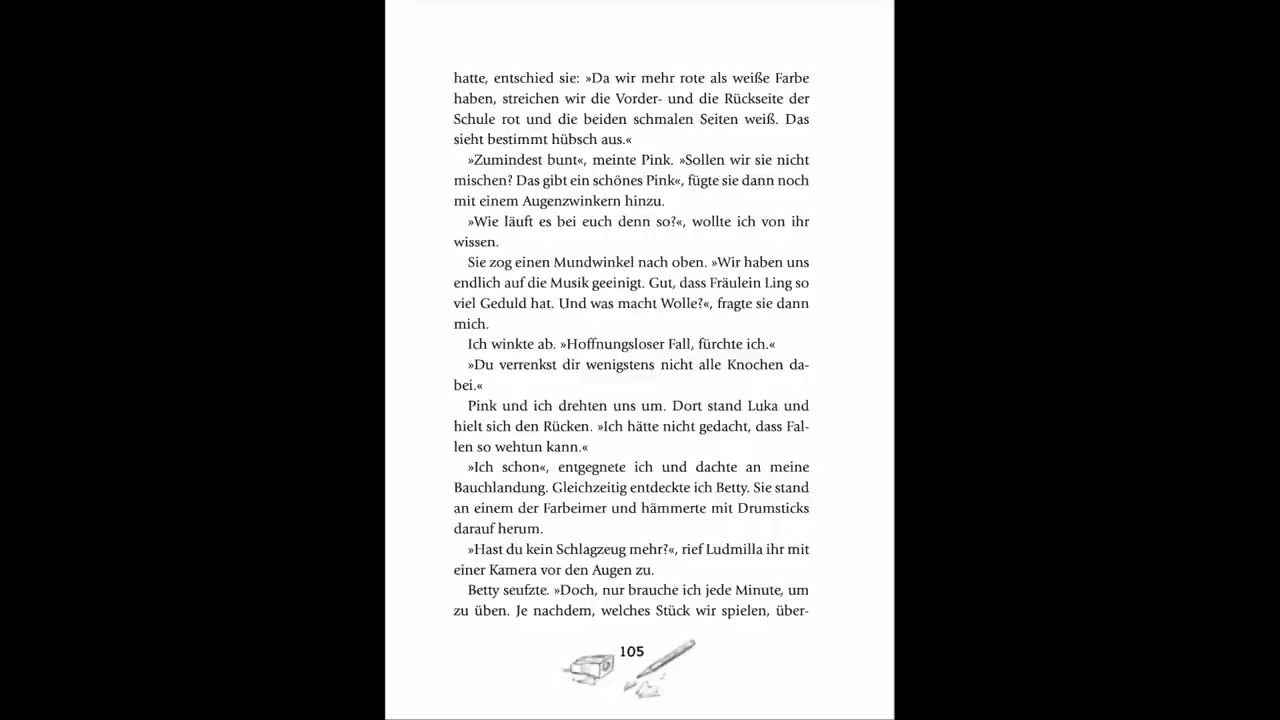 hatte, entschied sie: »Da wir mehr rote als weiße Farbe
haben, streichen wir die Vorder- und die Rückseite der
Schule rot und die beiden schmalen Seiten weiß. Das
sieht bestimmt hübsch aus.«
»Zumindest bunt«, meinte Pink. »Sollen wir sie nicht
mischen? Das gibt ein schönes Pink«, fügte sie dann noch
mit einem Augenzwinkern hinzu.
»Wie läuft es bei euch denn so?«, wollte ich von ihr
wissen.
Sie zog einen Mundwinkel nach oben. »Wir haben uns
endlich auf die Musik geeinigt. Gut, dass Fräulein Ling so
viel Geduld hat. Und was macht Wolle?«, fragte sie dann
mich.
Ich winkte ab. »Hoffnungsloser Fall, fürchte ich.«
»Du verrenkst dir wenigstens nicht alle Knochen da-
bei.«
Pink und ich drehten uns um. Dort stand Luka und
hielt sich den Rücken. »Ich hätte nicht gedacht, dass Fal-
len so wehtun kann.«
»Ich schon«, entgegnete ich und dachte an meine
Bauchlandung. Gleichzeitig entdeckte ich Betty. Sie stand
an einem der Farbeimer und hämmerte mit Drumsticks
darauf herum.
»Hast du kein Schlagzeug mehr?«, rief Ludmilla ihr mit
einer Kamera vor den Augen zu.
Betty seufzte. »Doch, nur brauche ich jede Minute, um
zu üben. Je nachdem, welches Stück wir spielen, über-
105